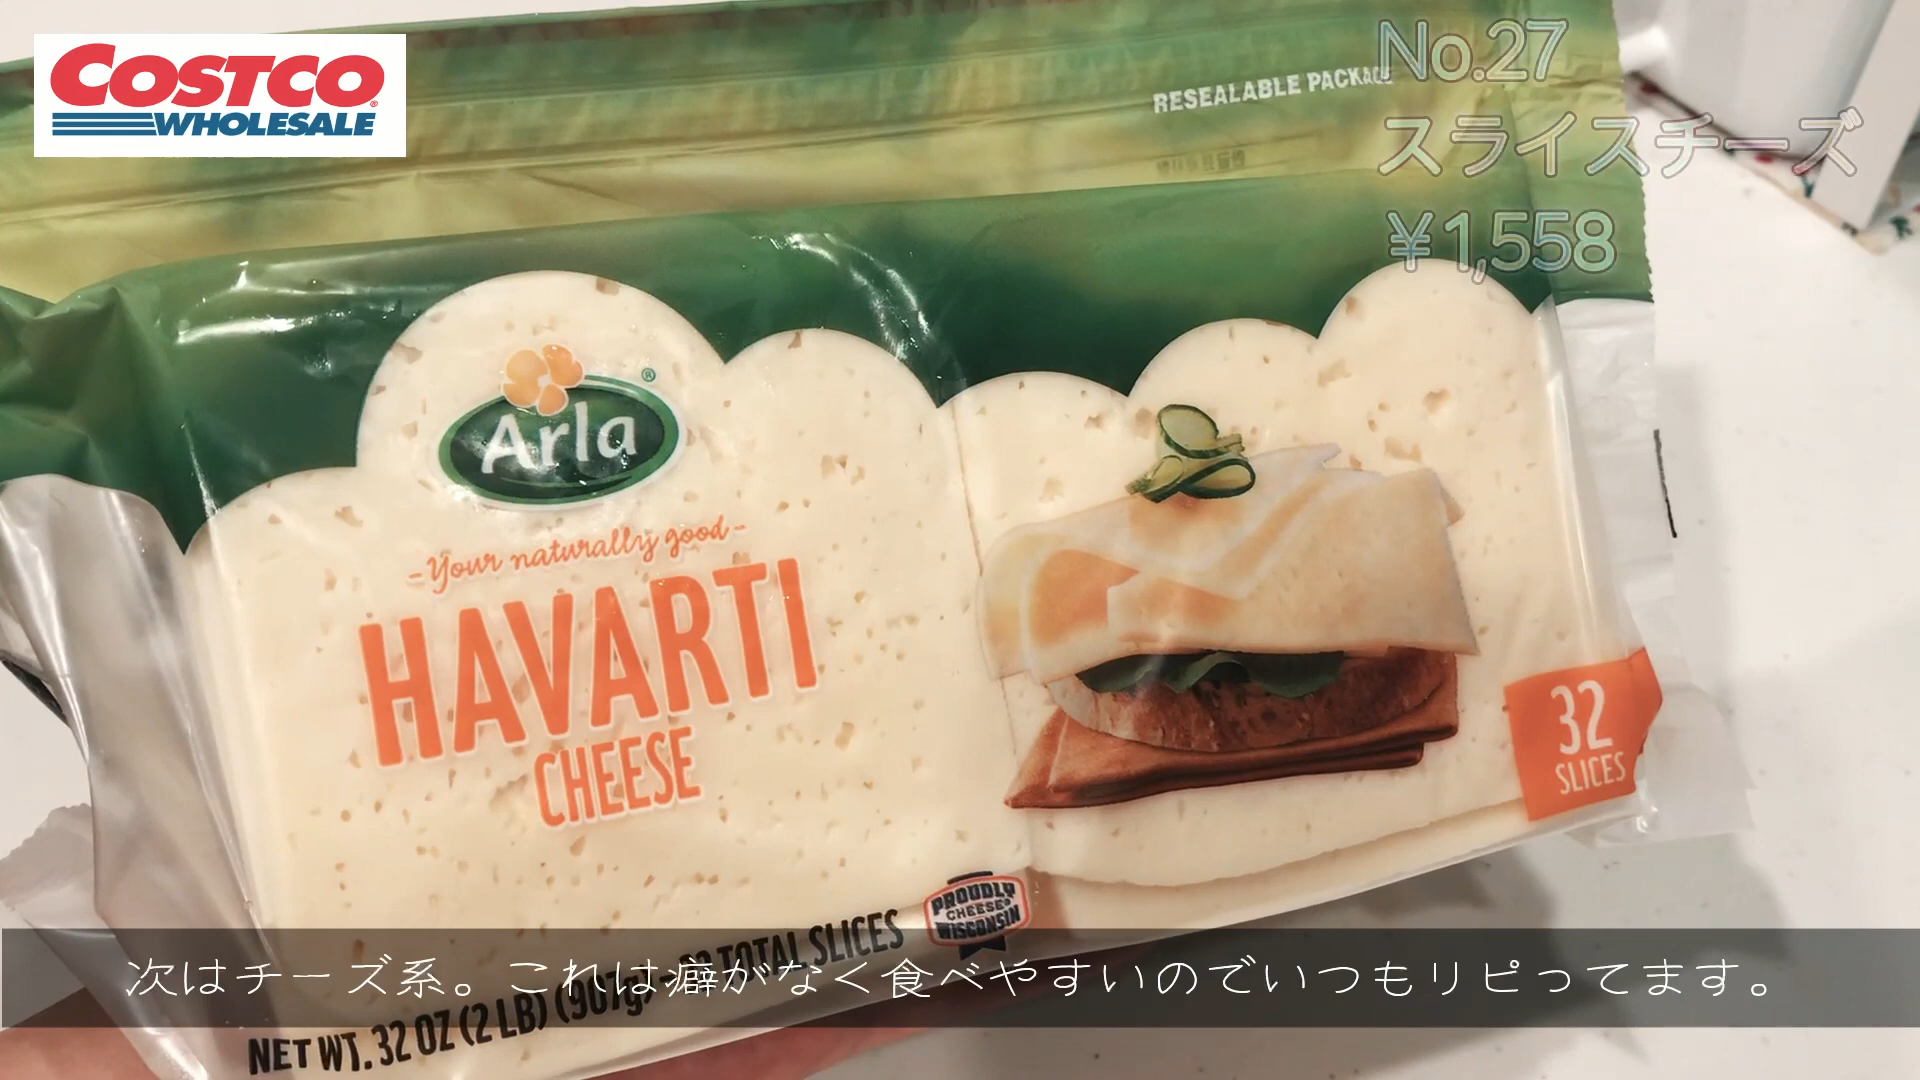 COSTCO
WHOLESALE
No.27
スライスチーズ
¥1,558
RESEALABLE PACKAGE
Arla
-Your naturally good-
HAVARTI
CHEESE
32
SLICES
PROUDLY
CHEESE
WISCONSIN
NET WT. 32 OZ (2 LB) (907g) TOTAL SLICES
次はチーズ系。これは癖がなく食べやすいのでいつもリピってます。